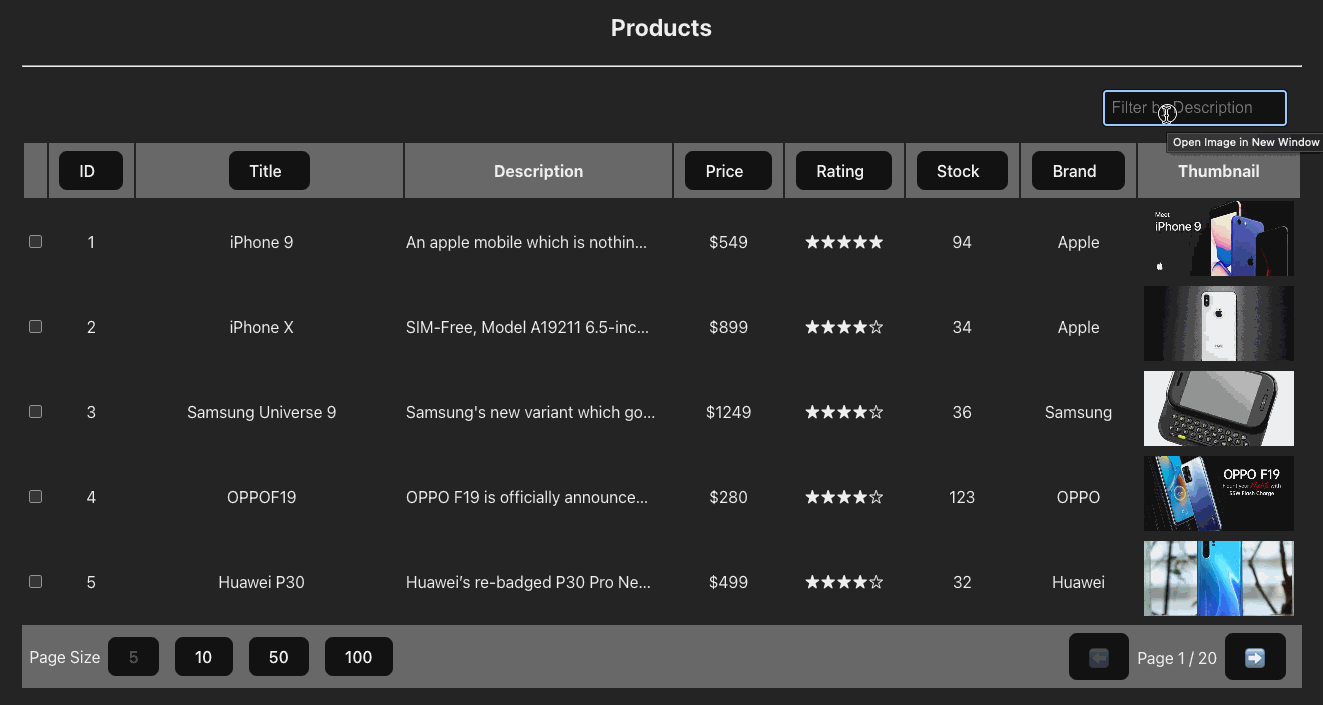 Products
Filter by Description
Open Image in New Window
ID Title Description Price Rating Stock Brand Thumbnail
1 iPhone 9 An apple mobile which is nothin... $549 ★★★★★ 94 Apple
Meet
iPhone 9
2 iPhone X SIM-Free, Model A19211 6.5-inc... $899 ★★★★☆ 34 Apple
3 Samsung Universe 9 Samsung's new variant which go... $1249 ★★★★☆ 36 Samsung
4 OPPOF19 OPPO F19 is officially announce... $280 ★★★★☆ 123 OPPO
OPPO F19
Flash Charge
5 Huawei P30 Huawei’s re-badged P30 Pro Ne... $499 ★★★★☆ 32 Huawei
Page Size 5 10 50 100 Page 1 / 20